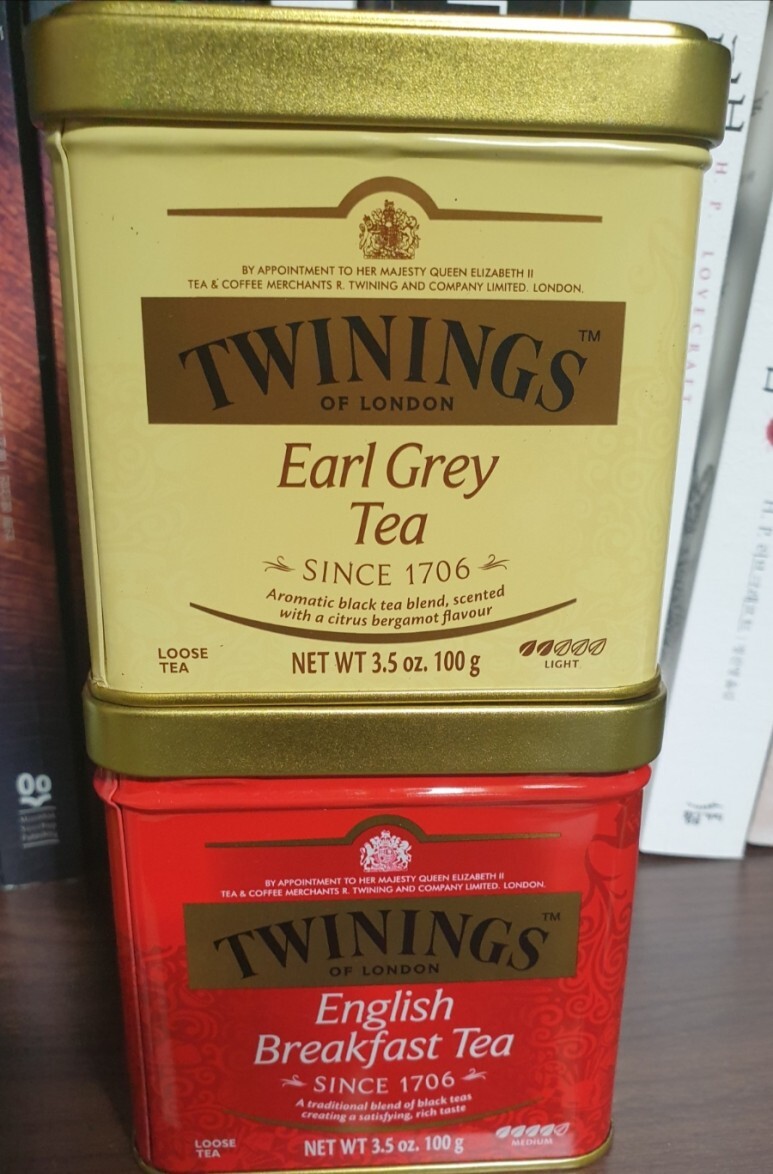 BY APPOINTMENT TO HER MAJESTY QUEEN ELIZABETH II
TEA & COFFEE MERCHANTS R. TWINING AND COMPANY LIMITED. LONDON.
TWININGS™
OF LONDON
Earl Grey
Tea
SINCE 1706
Aromatic black tea blend, scented
with a citrus bergamot flavour
LOOSE
TEA
NET WT 3.5 oz. 100 g
LIGHT
BY APPOINTMENT TO HER MAJESTY QUEEN ELIZABETH II
TEA & COFFEE MERCHANTS R. TWINING AND COMPANY LIMITED. LONDON.
TWININGS™
OF LONDON
English
Breakfast Tea
SINCE 1706
A traditional blend of black teas
creating a satisfying, rich taste
LOOSE
TEA
NET WT 3.5 oz. 100 g
MEDIUM
H. P. LOVECRAFT